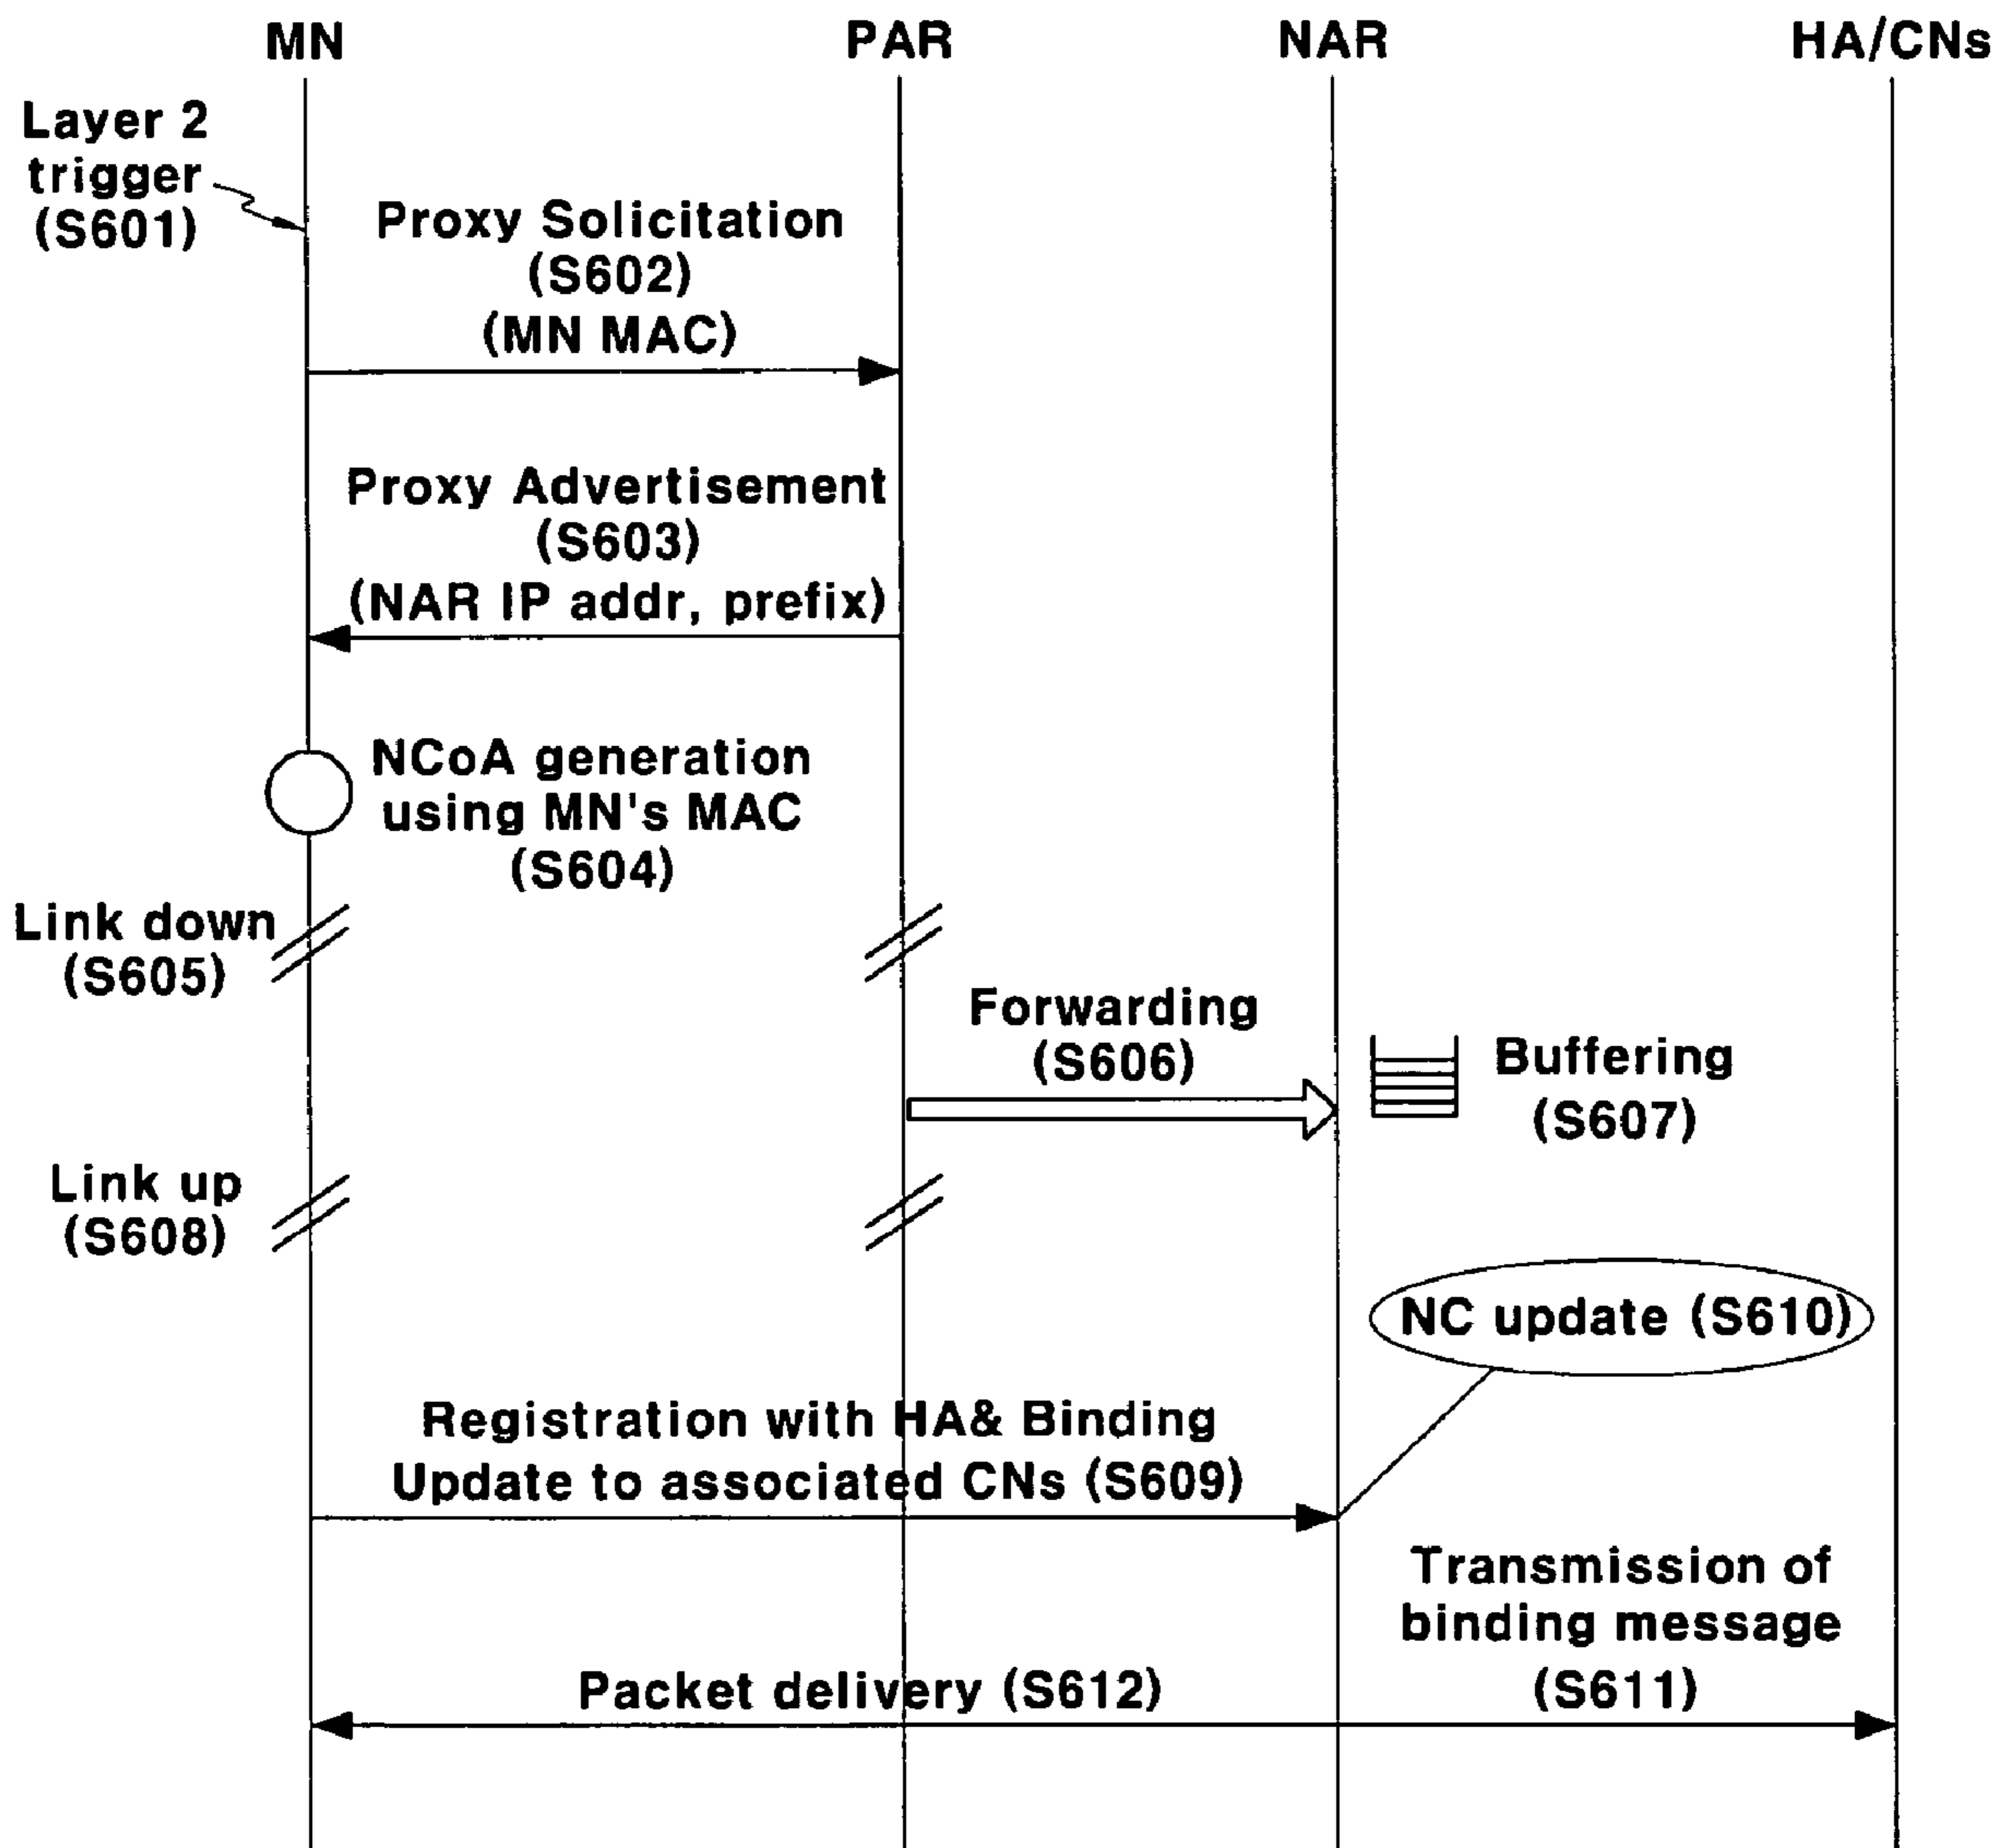 MN
PAR
NAR
HA/CNs
Layer 2
trigger
(S601)
Proxy Solicitation
(S602)
(MN MAC)
Proxy Advertisement
(S603)
(NAR IP addr, prefix)
NCoA generation
using MN's MAC
(S604)
Link down
(S605)
Forwarding
(S606)
Buffering
(S607)
Link up
(S608)
NC update (S610)
Registration with HA& Binding
Update to associated CNs (S609)
Transmission of
binding message
(S611)
Packet delivery (S612)